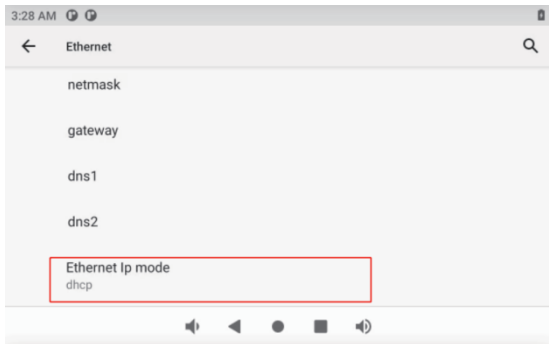 3:28 AM
Ethernet
netmask
gateway
dns1
dns2
Ethernet Ip mode
dhcp